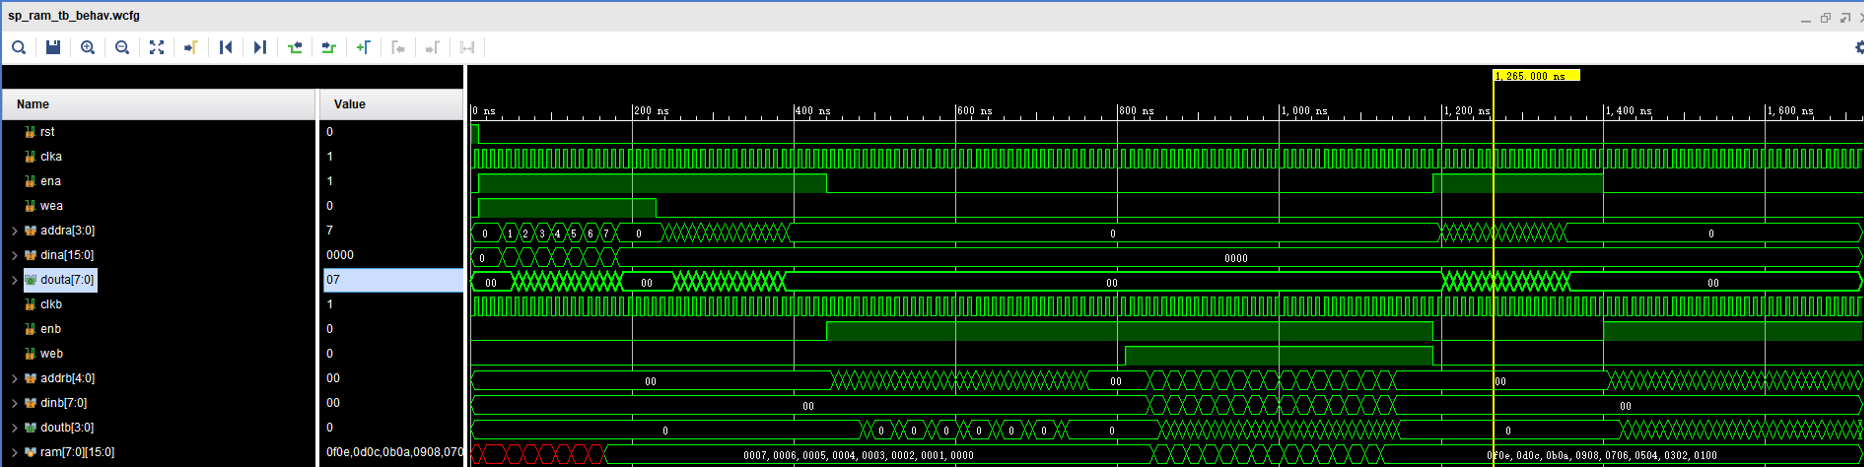 sp_ram_tb_behav.wcfg
1,265.000 ns
Name Value 0 ns 200 ns 400 ns 600 ns 800 ns 1,000 ns 1,200 ns 1,400 ns 1,600 ns
rst 0
clka 1
ena 1
wea 0
addra[3:0] 7 0 1 2 3 4 5 6 7 0 0 0
dina[15:0] 0000 0 0000
douta[7:0] 07 00 00 00 00
clkb 1
enb 0
web 0
addrb[4:0] 00 00 00 00
dinb[7:0] 00 00 00
doutb[3:0] 0 0 0 0 0 0 0 0 0 0
ram[7:0][15:0] 0f0e,0d0c,0b0a,0908,070 0007, 0006, 0005, 0004, 0003, 0002, 0001, 0000 0f0e, 0d0c, 0b0a, 0908, 0706, 0504, 0302, 0100